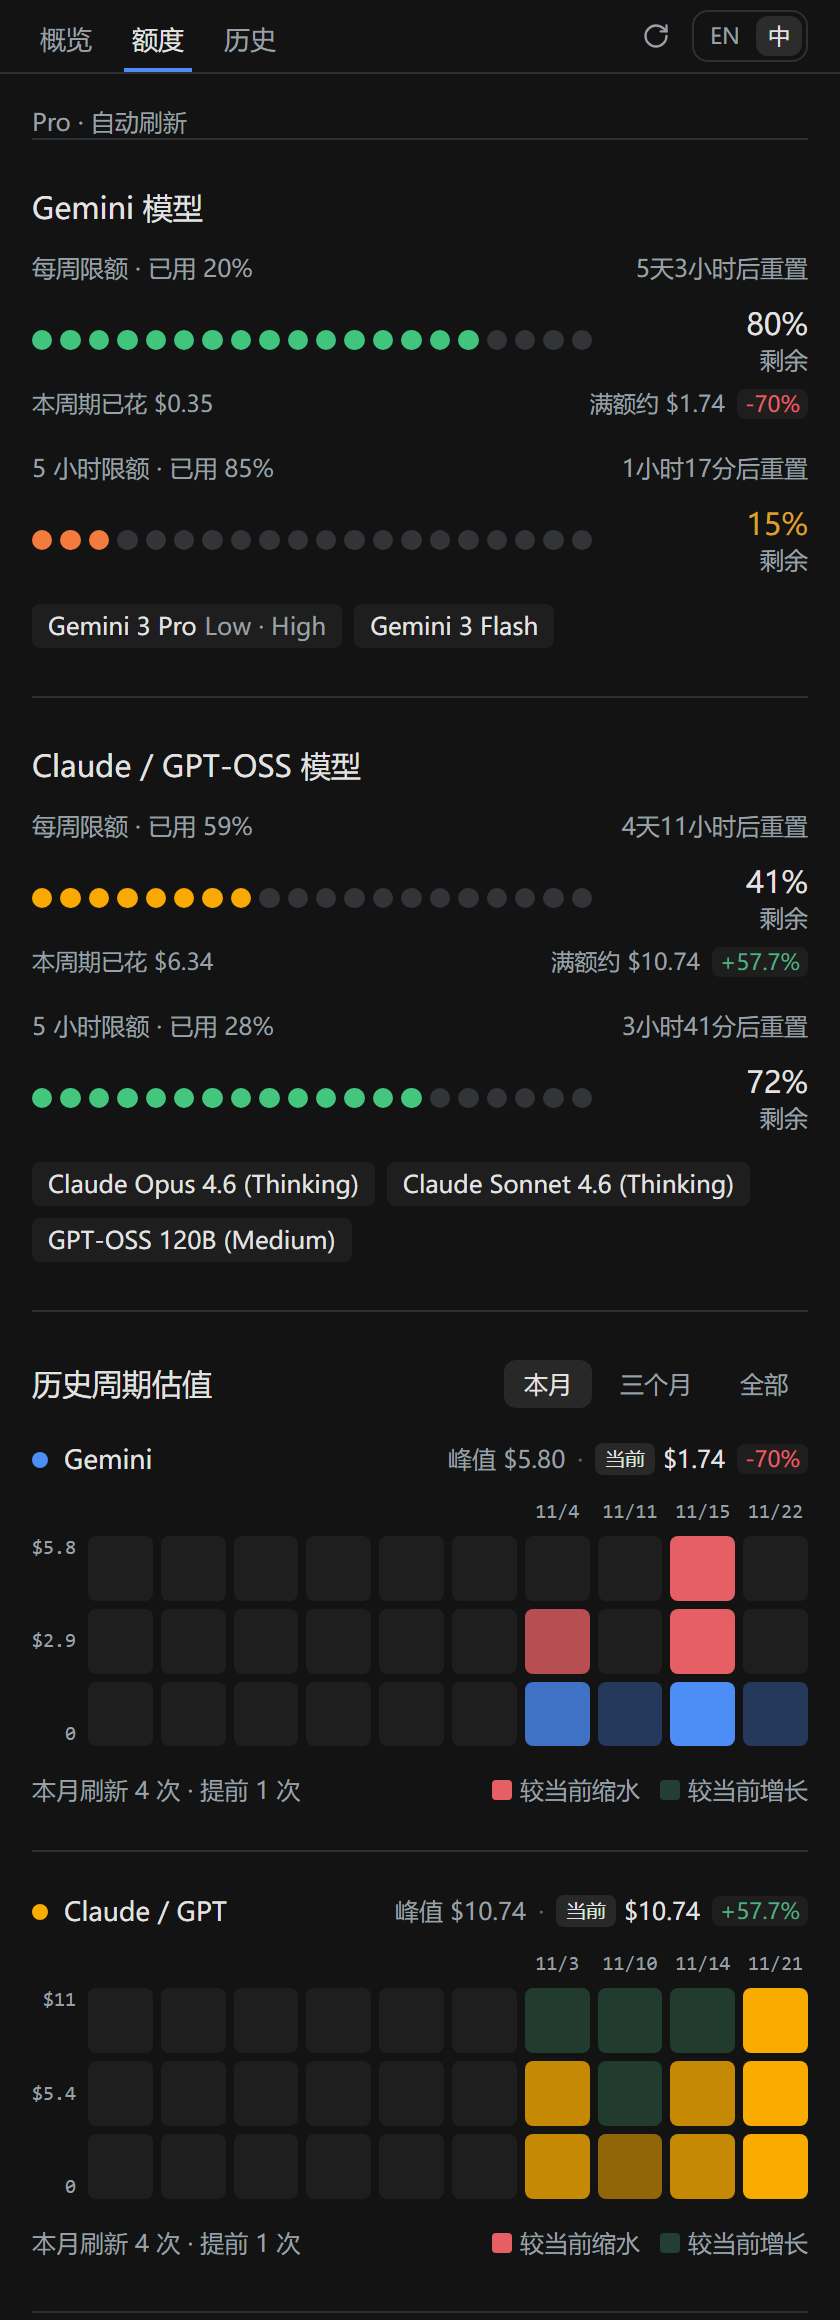 概览 额度 历史 EN 中
Pro · 自动刷新
Gemini 模型
每周限额 · 已用 20% 5天3小时后重置
80%
剩余
本周期已花 $0.35 满额约 $1.74 -70%
5 小时限额 · 已用 85% 1小时17分后重置
15%
剩余
Gemini 3 Pro Low · High Gemini 3 Flash
Claude / GPT-OSS 模型
每周限额 · 已用 59% 4天11小时后重置
41%
剩余
本周期已花 $6.34 满额约 $10.74 +57.7%
5 小时限额 · 已用 28% 3小时41分后重置
72%
剩余
Claude Opus 4.6 (Thinking) Claude Sonnet 4.6 (Thinking)
GPT-OSS 120B (Medium)
历史周期估值 本月 三个月 全部
Gemini 峰值 $5.80 · 当前 $1.74 -70%
11/4 11/11 11/15 11/22
$5.8
$2.9
0
本月刷新 4 次 · 提前 1 次 较当前缩水 较当前增长
Claude / GPT 峰值 $10.74 · 当前 $10.74 +57.7%
11/3 11/10 11/14 11/21
$11
$5.4
0
本月刷新 4 次 · 提前 1 次 较当前缩水 较当前增长